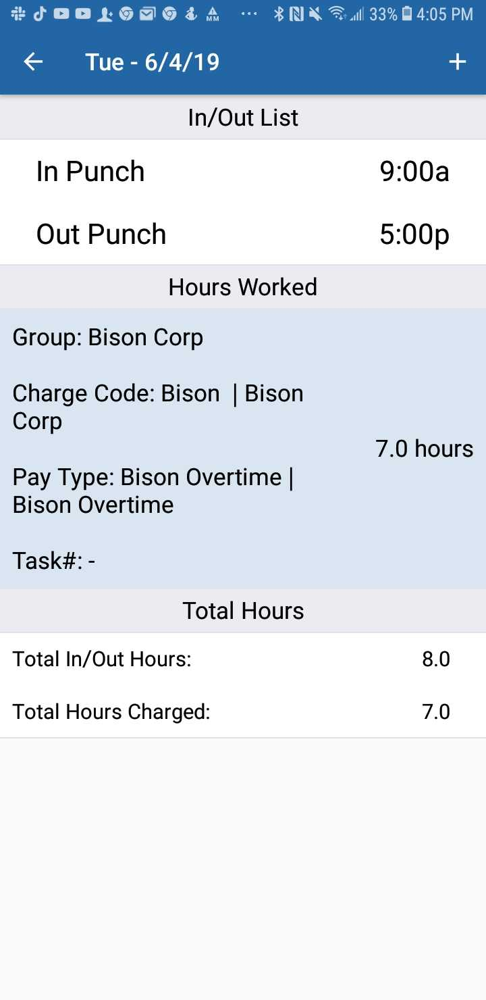 33% 4:05 PM
Tue - 6/4/19
In/Out List
In Punch 9:00a
Out Punch 5:00p
Hours Worked
Group: Bison Corp
Charge Code: Bison | Bison
Corp
7.0 hours
Pay Type: Bison Overtime |
Bison Overtime
Task#: -
Total Hours
Total In/Out Hours: 8.0
Total Hours Charged: 7.0